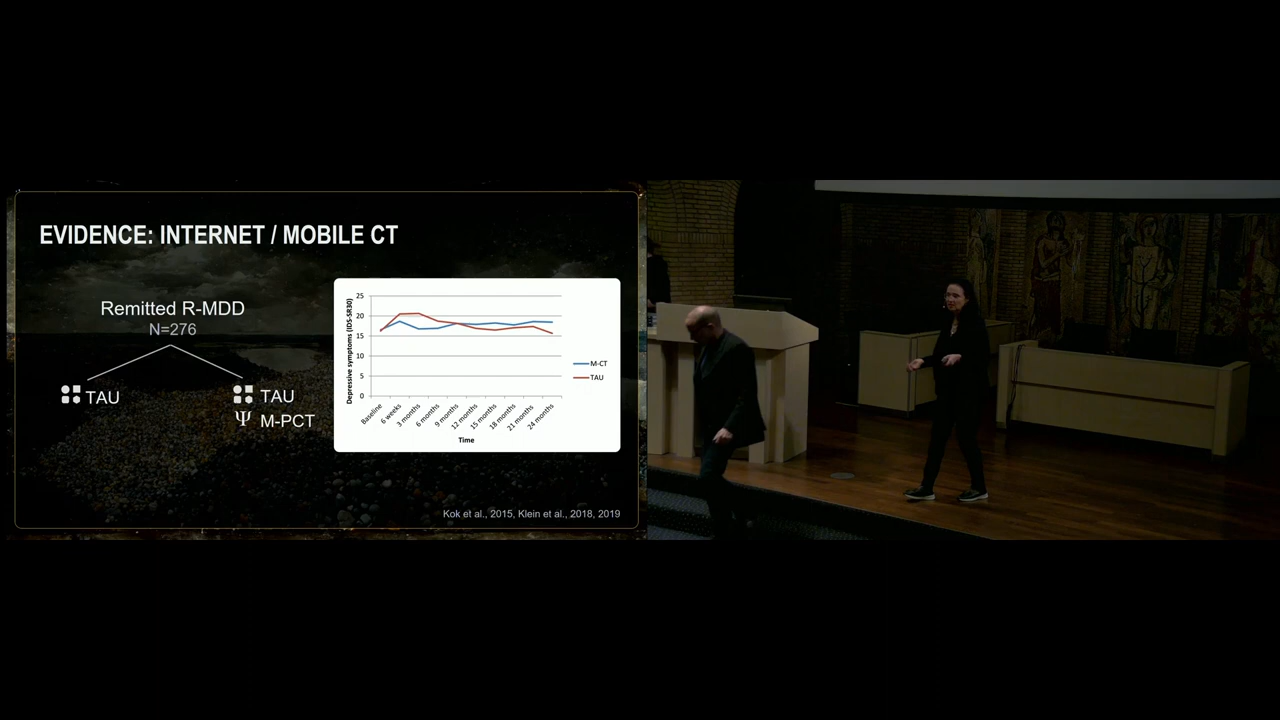 EVIDENCE: INTERNET / MOBILE CT
Remitted R-MDD
N=276
TAU
TAU
Ψ M-PCT
Depressive symptoms (IDS-SR30)
25
20
15
10
5
0
Baseline
6 weeks
3 months
6 months
9 months
12 months
15 months
18 months
21 months
24 months
Time
M-CT
TAU
Kok et al., 2015, Klein et al., 2018, 2019